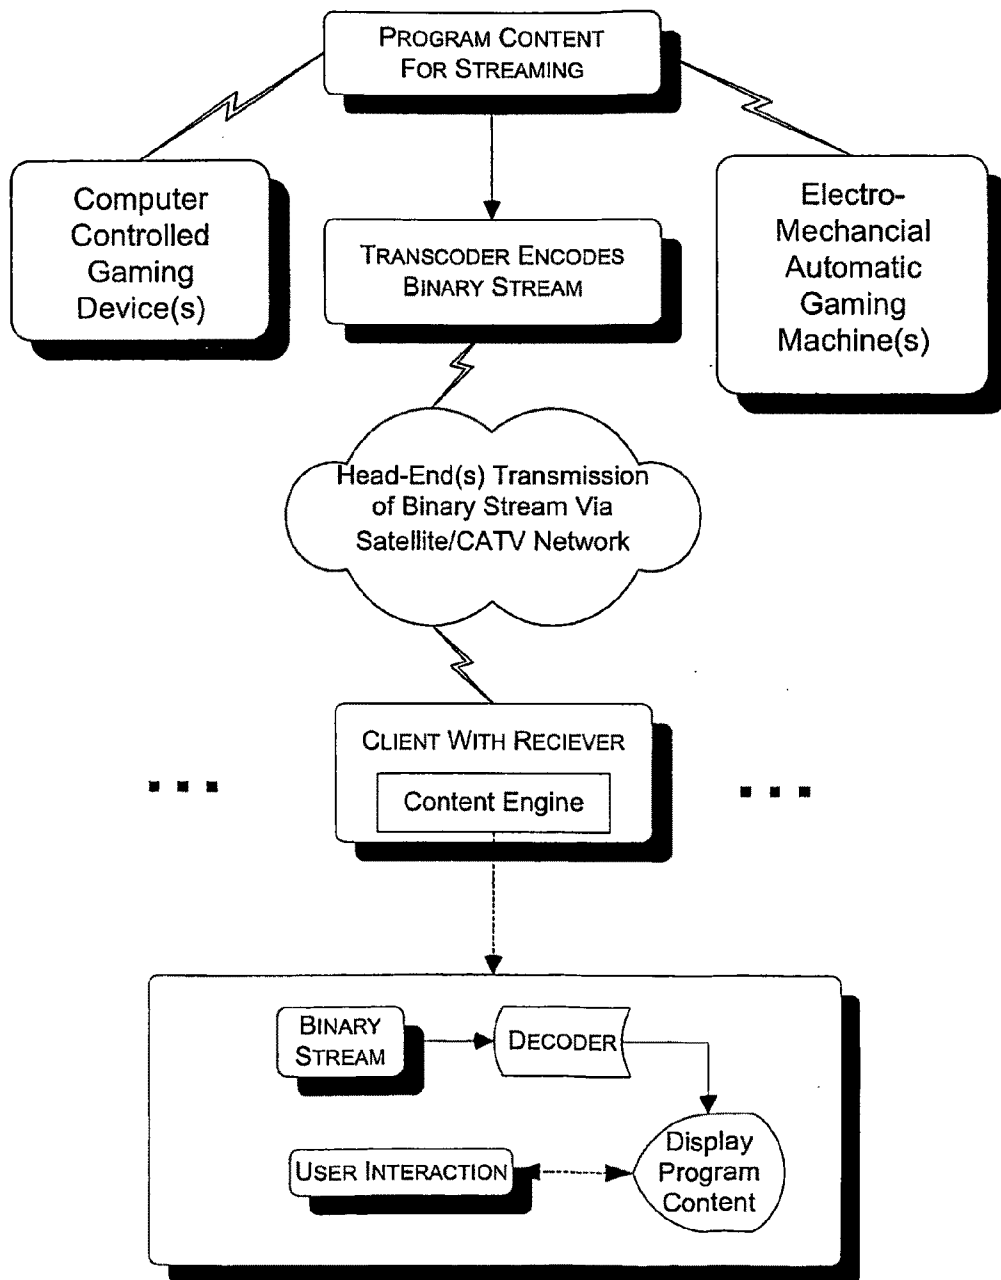 PROGRAM CONTENT
FOR STREAMING
Computer
Controlled
Gaming
Device(s)
TRANSCODER ENCODES
BINARY STREAM
Electro-
Mechancial
Automatic
Gaming
Machine(s)
Head-End(s) Transmission
of Binary Stream Via
Satellite/CATV Network
CLIENT WITH RECIEVER
Content Engine
BINARY
STREAM
DECODER
USER INTERACTION
Display
Program
Content